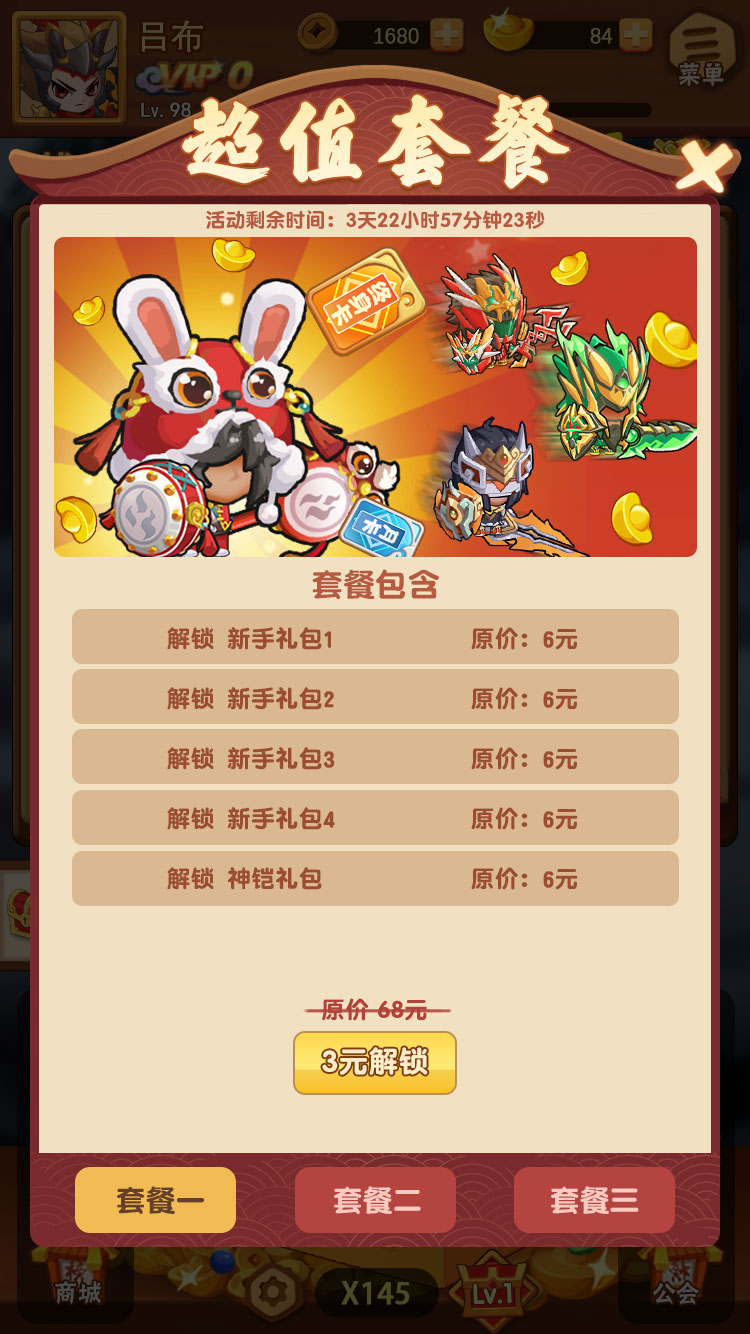 吕布
1680
84
VIP 0
菜单
Lv. 98
超值套餐
活动剩余时间：3天22小时57分钟23秒
终身卡
月卡
套餐包含
解锁 新手礼包1 原价：6元
解锁 新手礼包2 原价：6元
解锁 新手礼包3 原价：6元
解锁 新手礼包4 原价：6元
解锁 神铠礼包 原价：6元
原价 68元
3元解锁
套餐一
套餐二
套餐三
商城
X145
Lv.1
公会